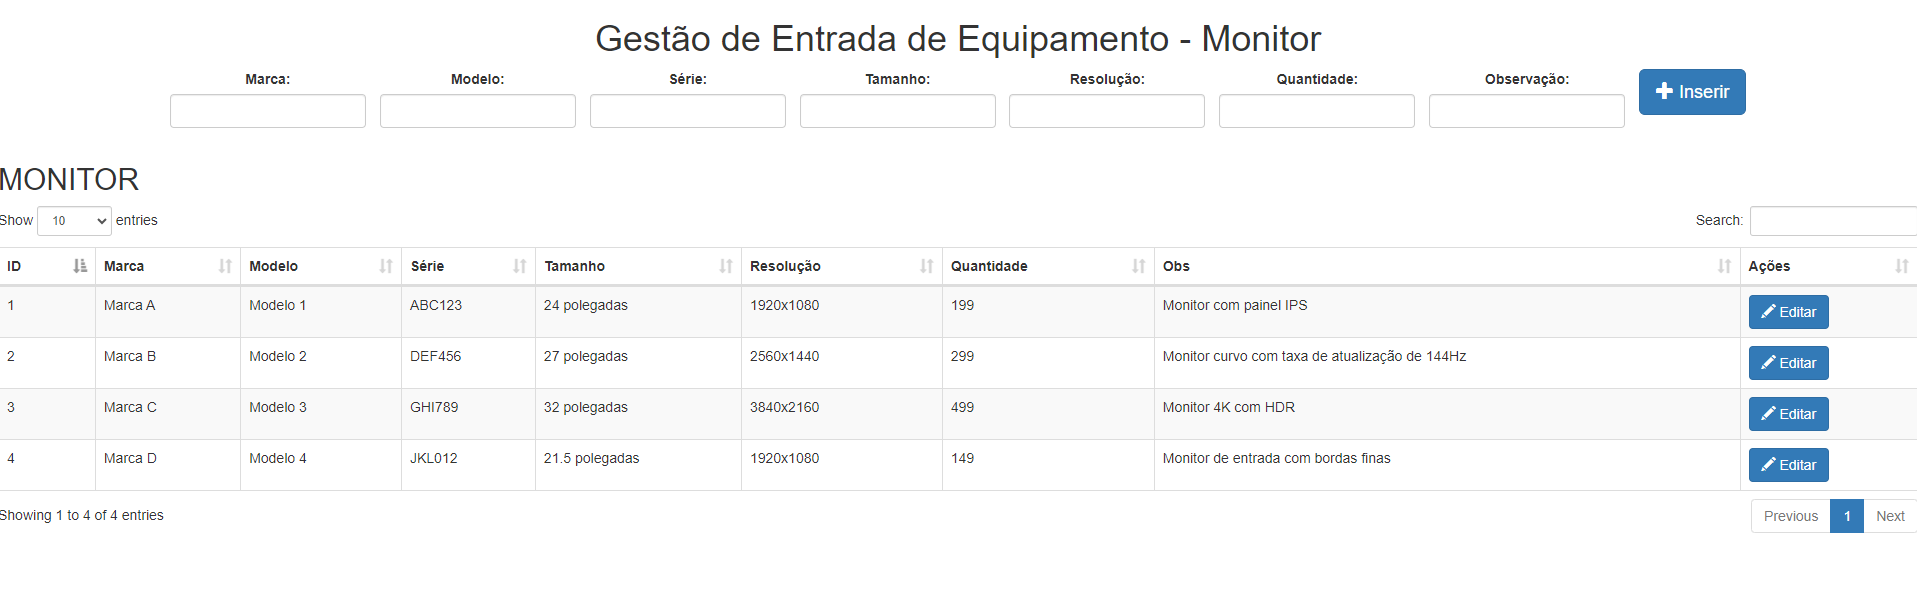 Gestão de Entrada de Equipamento - Monitor
Marca: Modelo: Série: Tamanho: Resolução: Quantidade: Observação: Inserir
MONITOR
Show 10 entries Search:
ID Marca Modelo Série Tamanho Resolução Quantidade Obs Ações
1 Marca A Modelo 1 ABC123 24 polegadas 1920x1080 199 Monitor com painel IPS Editar
2 Marca B Modelo 2 DEF456 27 polegadas 2560x1440 299 Monitor curvo com taxa de atualização de 144Hz Editar
3 Marca C Modelo 3 GHI789 32 polegadas 3840x2160 499 Monitor 4K com HDR Editar
4 Marca D Modelo 4 JKL012 21.5 polegadas 1920x1080 149 Monitor de entrada com bordas finas Editar
Showing 1 to 4 of 4 entries Previous 1 Next